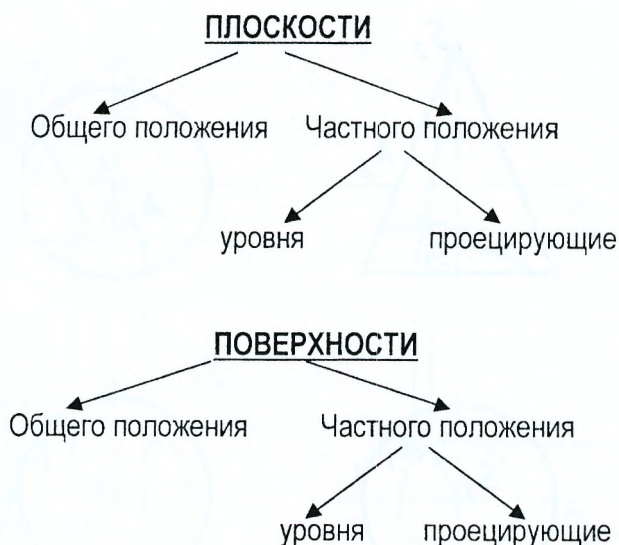 ПЛОСКОСТИ
Общего положения Частного положения
уровня проецирующие
ПОВЕРХНОСТИ
Общего положения Частного положения
уровня проецирующие